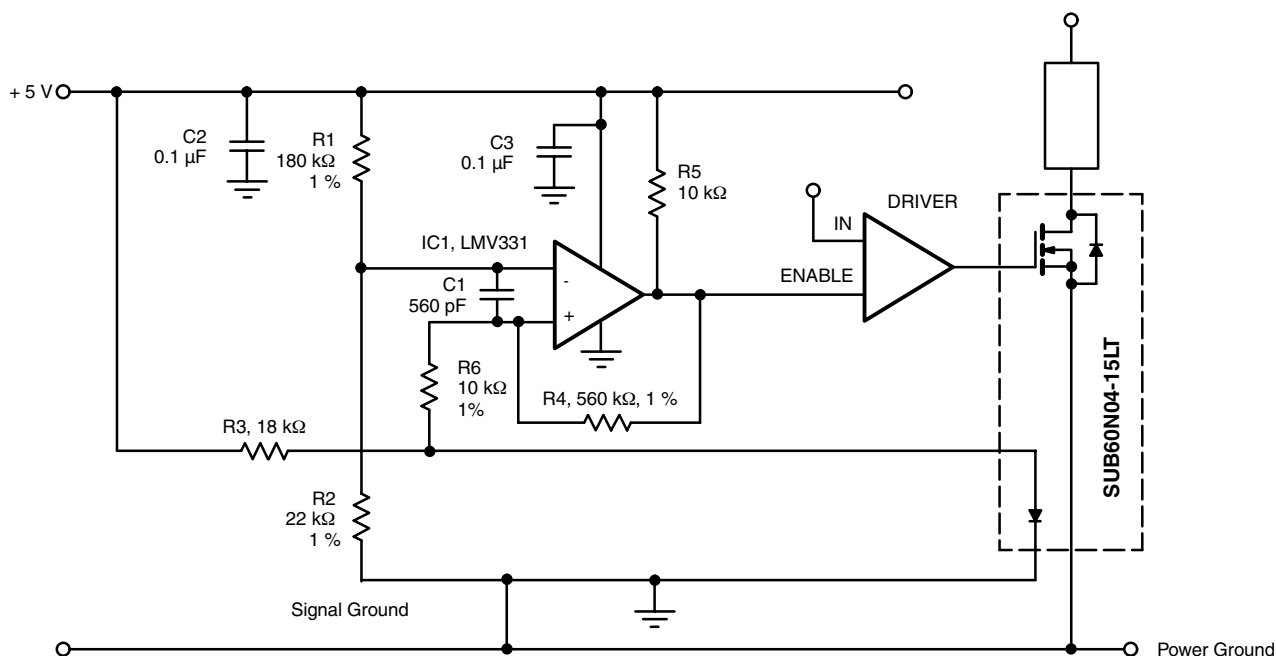 + 5 V
C2
0.1 µF
R1
180 kΩ
1 %
C3
0.1 µF
R5
10 kΩ
DRIVER
IN
IC1, LMV331
ENABLE
C1
560 pF
-
+
R6
10 kΩ
1%
R4, 560 kΩ, 1 %
R3, 18 kΩ
SUB60N04-15LT
R2
22 kΩ
1 %
Signal Ground
Power Ground